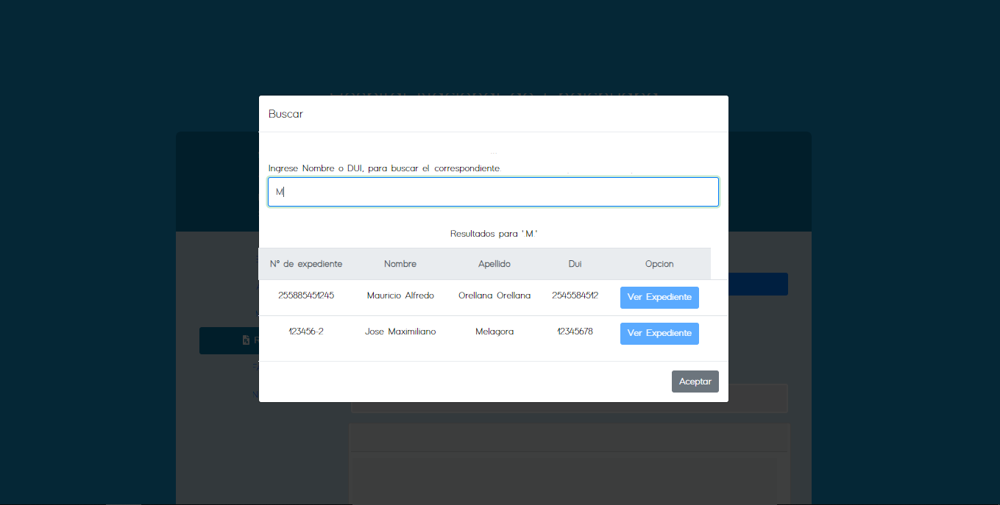 Buscar
Ingrese Nombre o DUI, para buscar el correspondiente.
M
Resultados para '.M.'
N° de expediente Nombre Apellido Dui Opcion
255885451245 Mauricio Alfredo Orellana Orellana 2545584512 Ver Expediente
123456-2 Jose Maximiliano Melagora 12345678 Ver Expediente
Aceptar